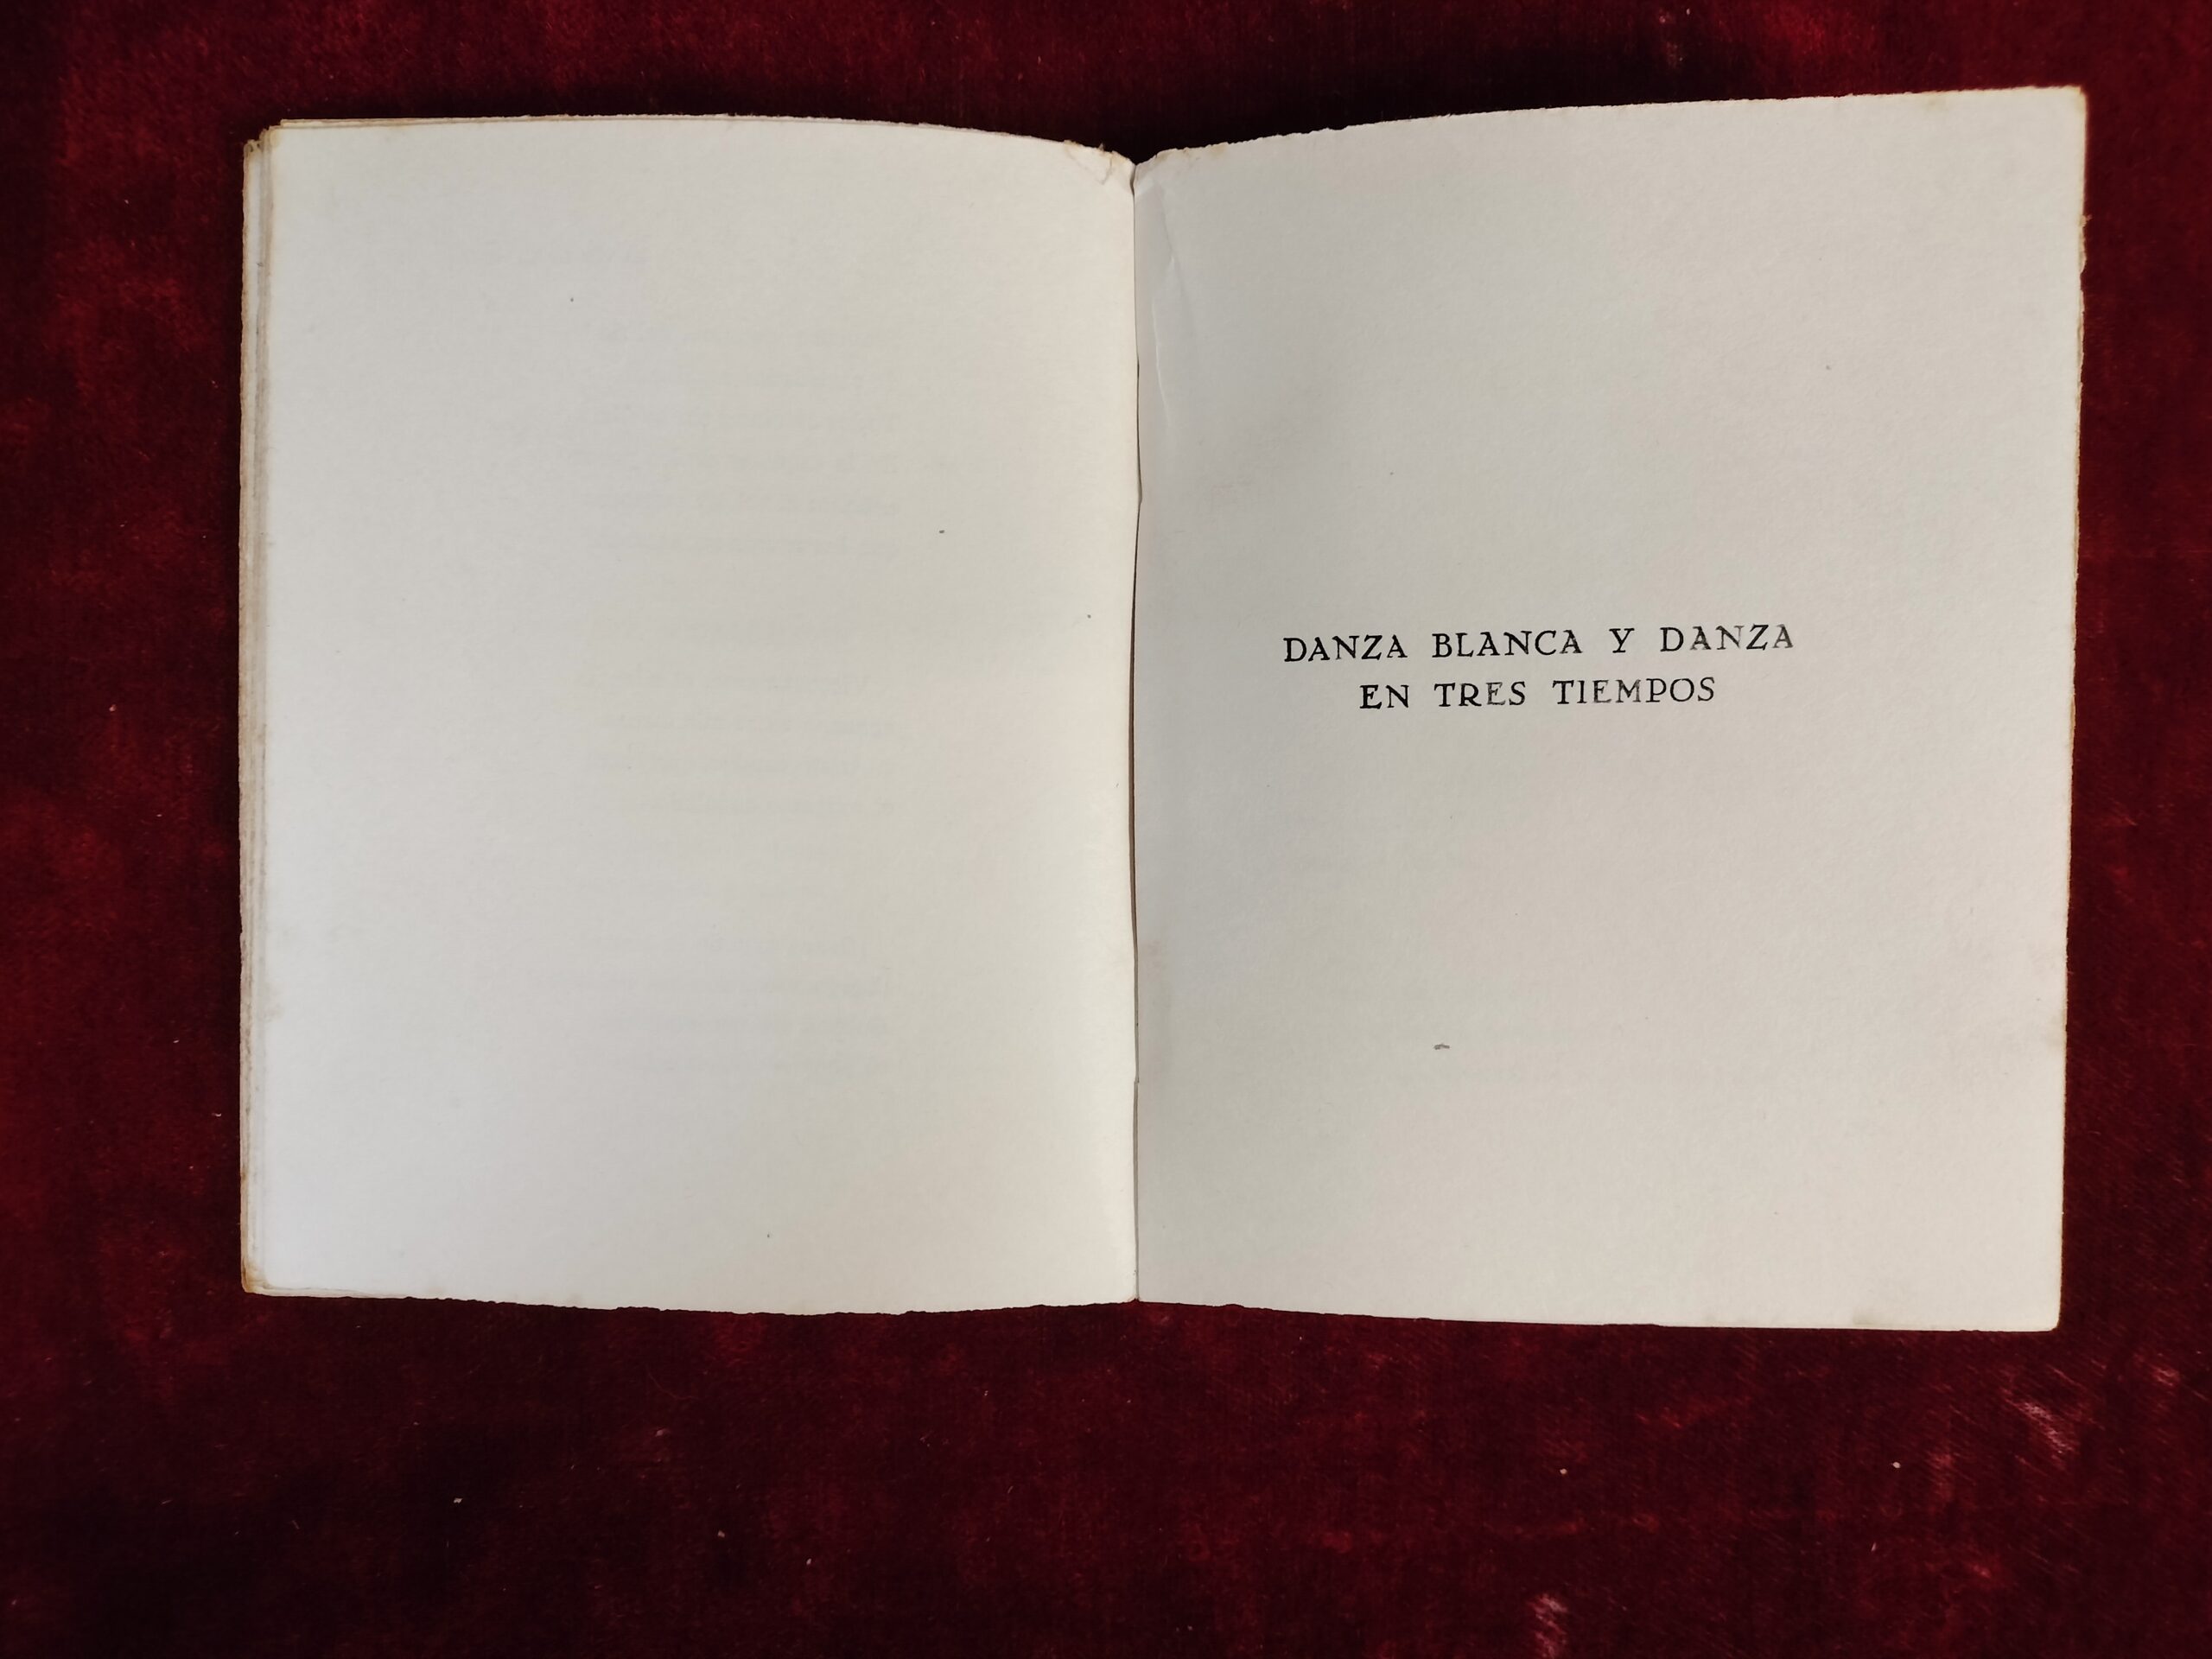 DANZA BLANCA Y DANZA
EN TRES TIEMPOS